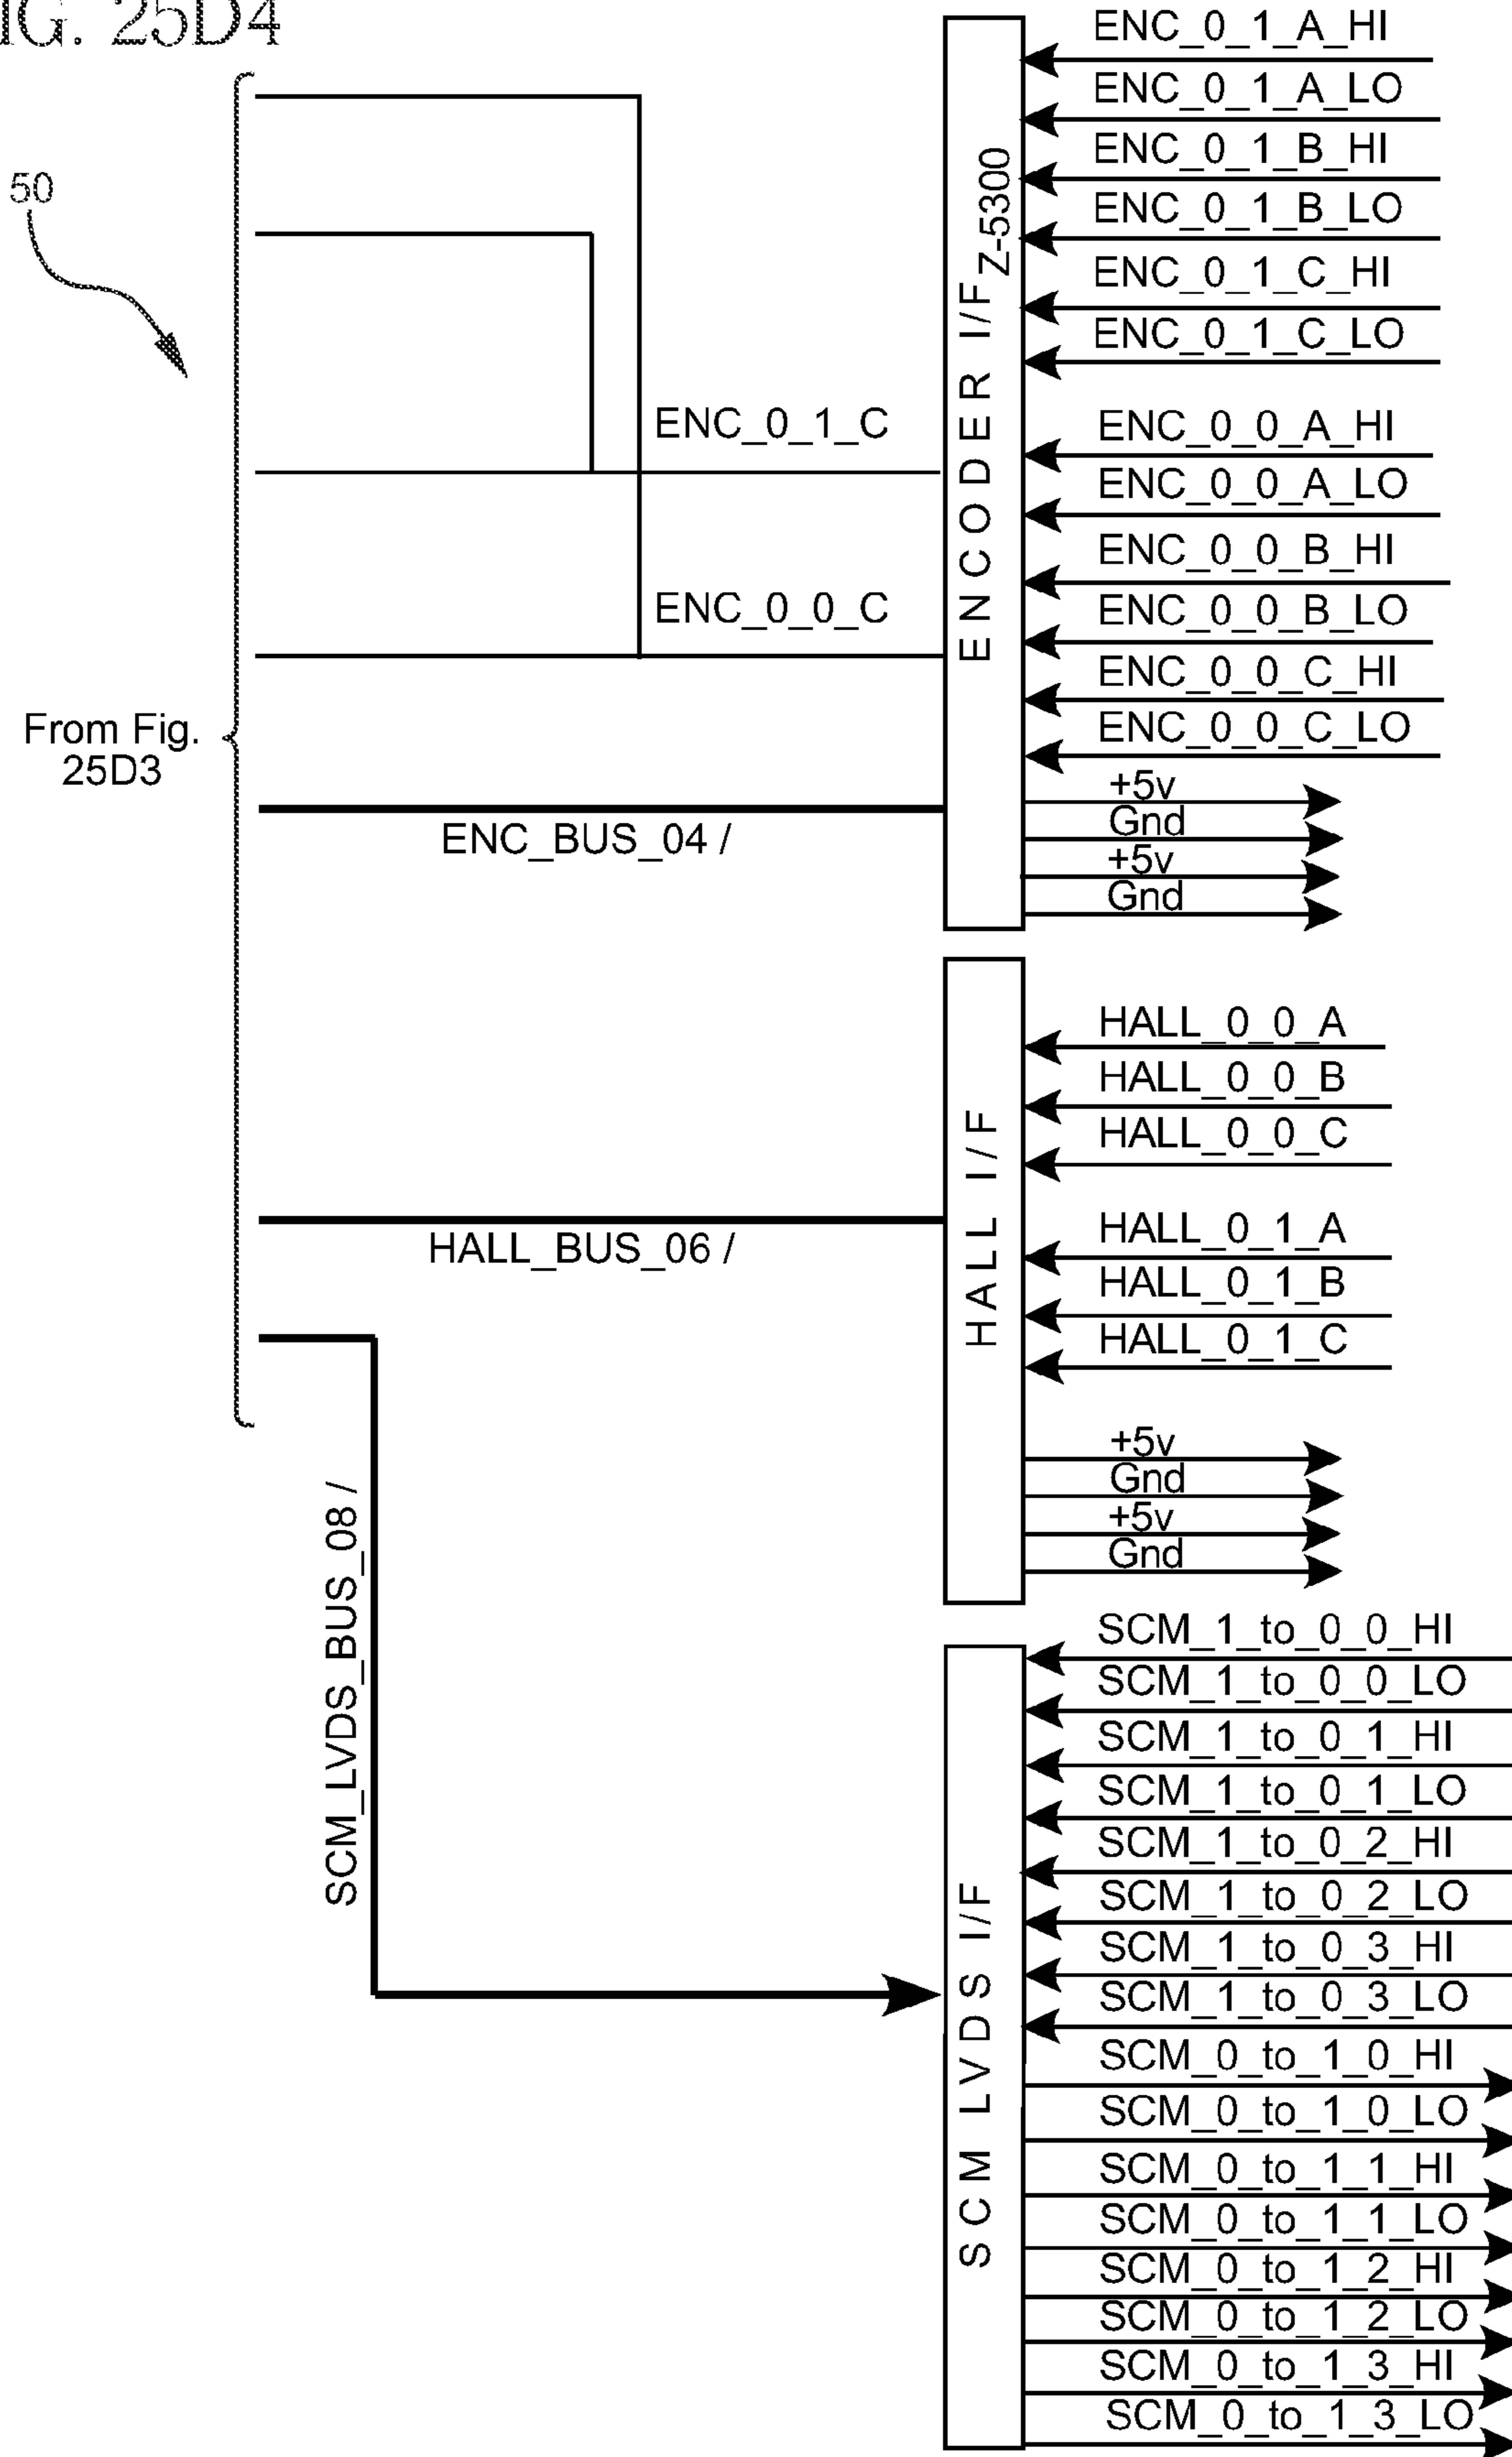 IG. 25D4
50
From Fig.
25D3
ENC_0_1_C
ENC_0_0_C
ENC_BUS_04 /
HALL_BUS_06 /
SCM_LVDS_BUS_08 /
ENCODER I/F
Z-5300
ENC_0_1_A_HI
ENC_0_1_A_LO
ENC_0_1_B_HI
ENC_0_1_B_LO
ENC_0_1_C_HI
ENC_0_1_C_LO
ENC_0_0_A_HI
ENC_0_0_A_LO
ENC_0_0_B_HI
ENC_0_0_B_LO
ENC_0_0_C_HI
ENC_0_0_C_LO
+5v
Gnd
+5v
Gnd
HALL I/F
HALL_0_0_A
HALL_0_0_B
HALL_0_0_C
HALL_0_1_A
HALL_0_1_B
HALL_0_1_C
+5v
Gnd
+5v
Gnd
SCM LVDS I/F
SCM_1_to_0_0_HI
SCM_1_to_0_0_LO
SCM_1_to_0_1_HI
SCM_1_to_0_1_LO
SCM_1_to_0_2_HI
SCM_1_to_0_2_LO
SCM_1_to_0_3_HI
SCM_1_to_0_3_LO
SCM_0_to_1_0_HI
SCM_0_to_1_0_LO
SCM_0_to_1_1_HI
SCM_0_to_1_1_LO
SCM_0_to_1_2_HI
SCM_0_to_1_2_LO
SCM_0_to_1_3_HI
SCM_0_to_1_3_LO